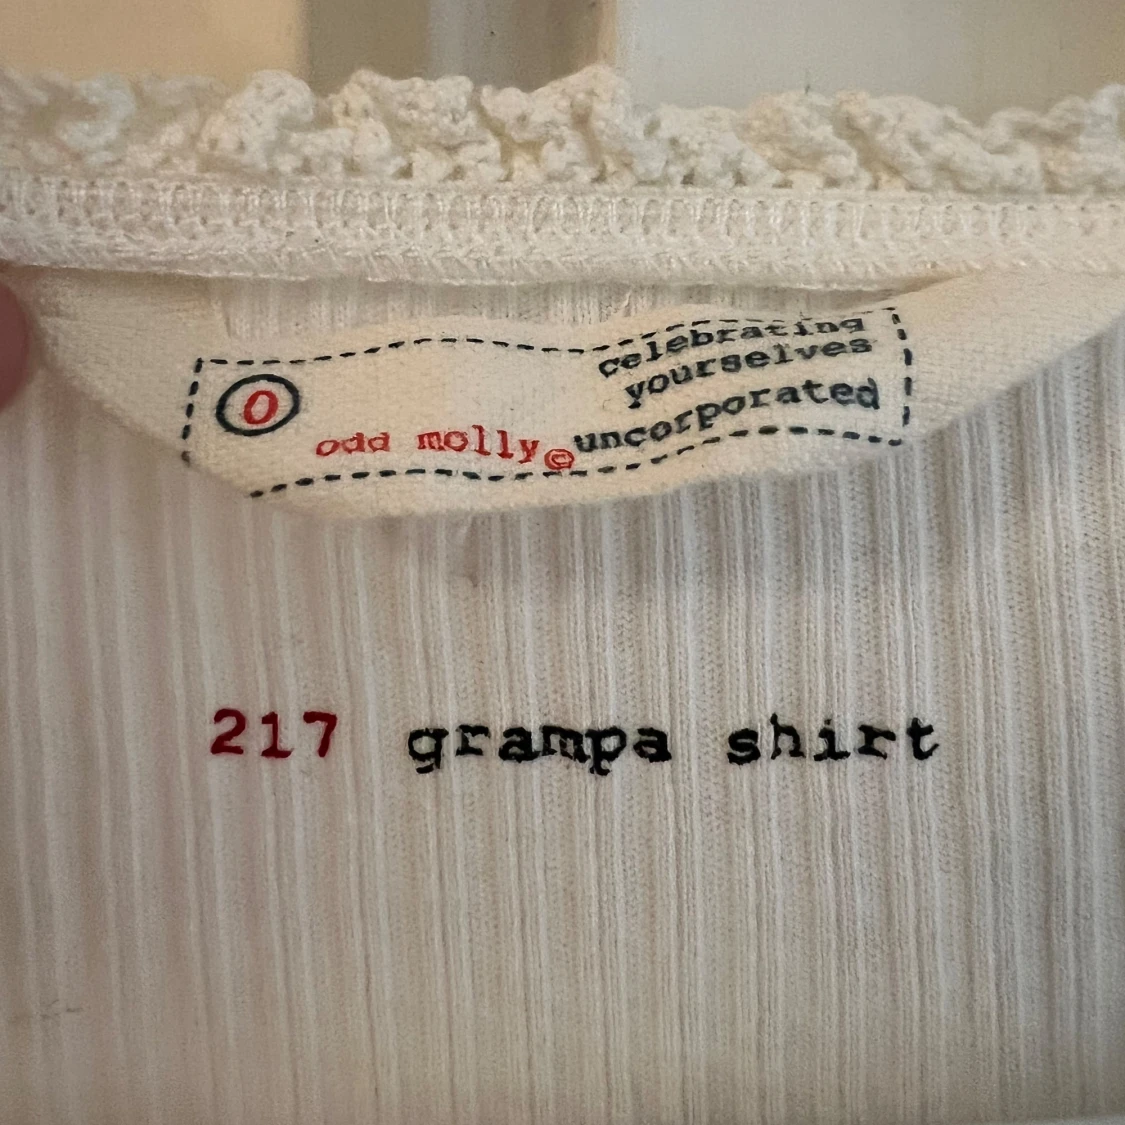 0
odd molly©
celebrating
yourselves
uncorporated
217 grampa shirt